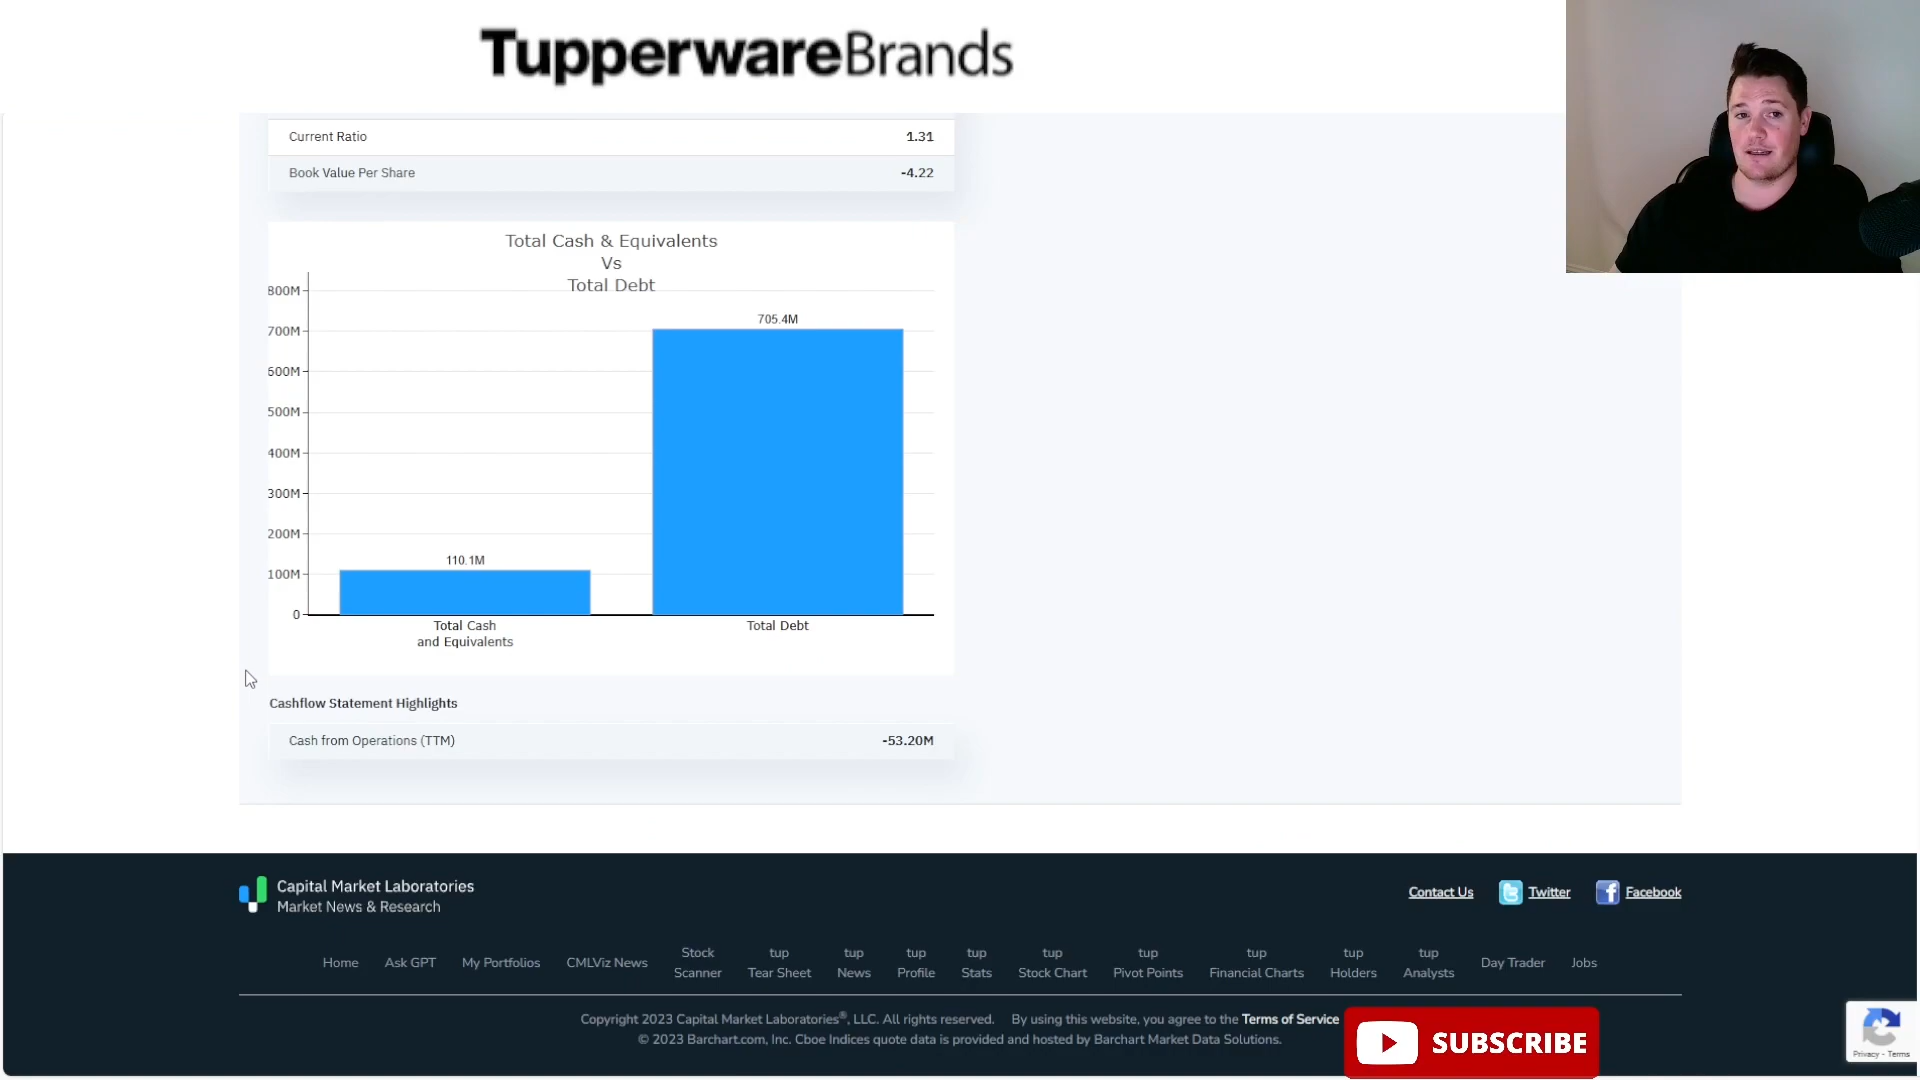 TupperwareBrands
Current Ratio 1.31
Book Value Per Share -4.22
Total Cash & Equivalents
Vs
Total Debt
800M
700M
600M
500M
400M
300M
200M
100M
0
705.4M
110.1M
Total Cash
and Equivalents
Total Debt
Cashflow Statement Highlights
Cash from Operations (TTM) -53.20M
Capital Market Laboratories
Market News & Research
Contact Us
Twitter
Facebook
Home
Ask GPT
My Portfolios
CMLViz News
Stock
Scanner
tup
Tear Sheet
tup
News
tup
Profile
tup
Stats
tup
Stock Chart
tup
Pivot Points
tup
Financial Charts
tup
Holders
tup
Analysts
Day Trader
Jobs
Copyright 2023 Capital Market Laboratories®, LLC. All rights reserved. By using this website, you agree to the Terms of Service
© 2023 Barchart.com, Inc. Cboe Indices quote data is provided and hosted by Barchart Market Data Solutions.
SUBSCRIBE
Privacy - Terms